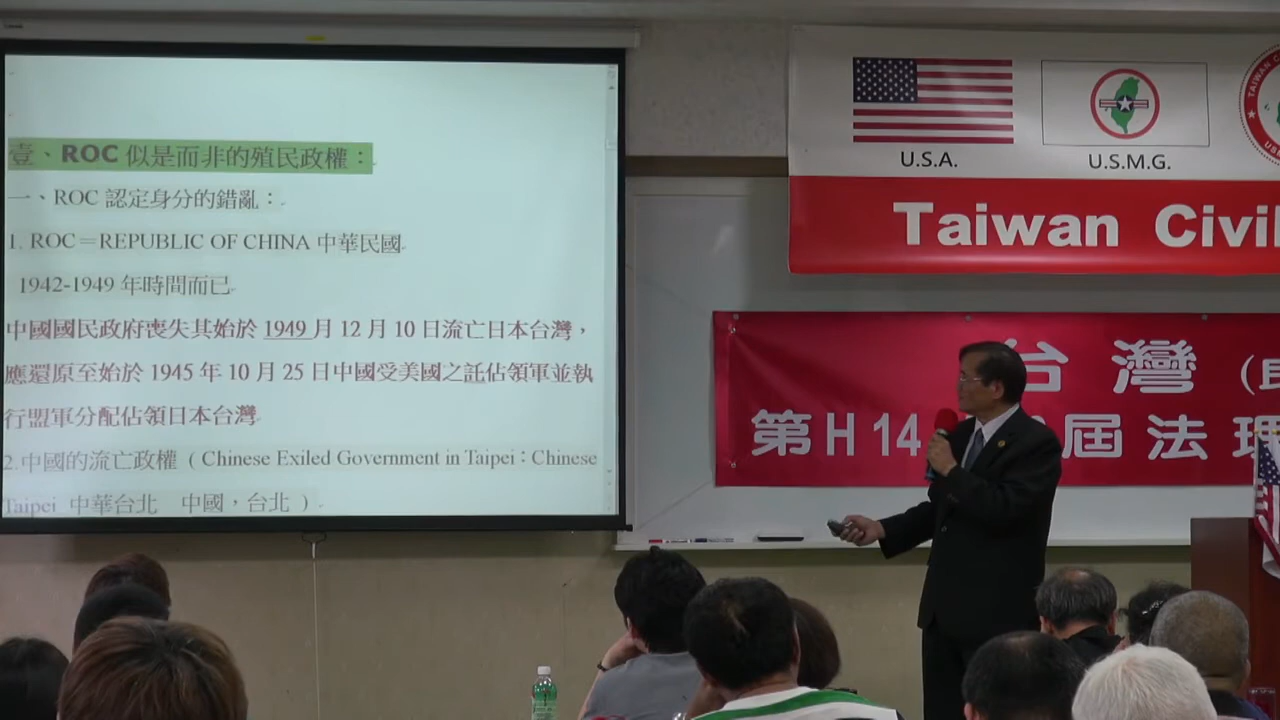 壹、ROC 似是而非的殖民政權：
一、ROC 認定身分的錯亂：
1. ROC＝REPUBLIC OF CHINA 中華民國
1942-1949 年時間而已
中國國民政府喪失其始於 1949 月 12 月 10 日流亡日本台灣，
應還原至始於 1945 年 10 月 25 日中國受美國之託佔領軍並執
行盟軍分配佔領日本台灣
2.中國的流亡政權（Chinese Exiled Government in Taipei：Chinese
Taipei 中華台北 中國，台北）
U.S.A.
U.S.M.G.
TAIWAN
Taiwan Civil
台灣（
第H14 屆法理